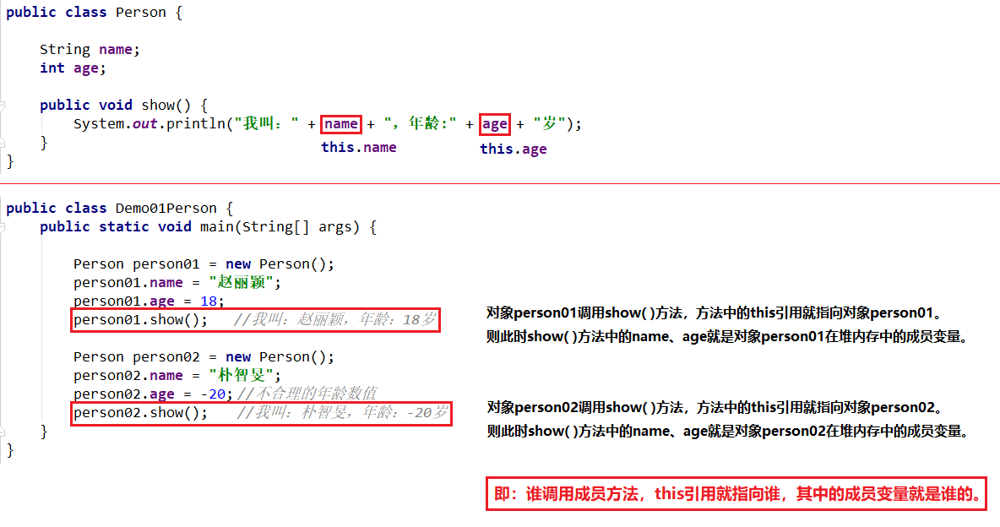 public class Person {
String name;
int age;
public void show() {
System.out.println("我叫：" + name + "，年龄:" + age + "岁");
this.name this.age
}
}
public class Demo01Person {
public static void main(String[] args) {
Person person01 = new Person();
person01.name = "赵丽颖";
person01.age = 18;
person01.show(); //我叫：赵丽颖，年龄：18岁
对象person01调用show( )方法，方法中的this引用就指向对象person01。
则此时show( )方法中的name、age就是对象person01在堆内存中的成员变量。
Person person02 = new Person();
person02.name = "朴智旻";
person02.age = -20;//不合理的年龄数值
person02.show(); //我叫：朴智旻，年龄：-20岁
对象person02调用show( )方法，方法中的this引用就指向对象person02。
则此时show( )方法中的name、age就是对象person02在堆内存中的成员变量。
}
}
即：谁调用成员方法，this引用就指向谁，其中的成员变量就是谁的。